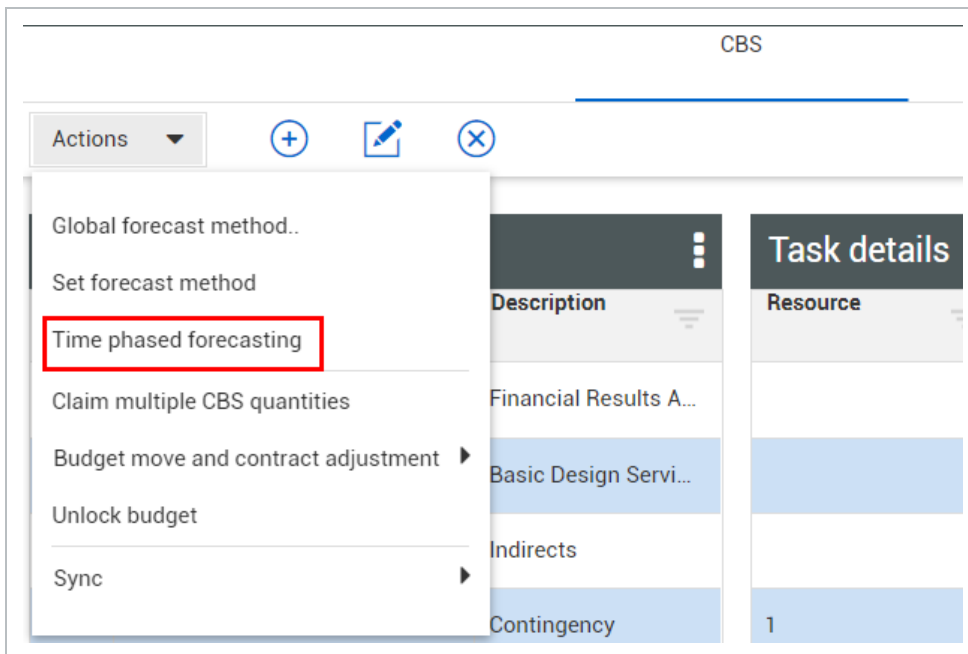 CBS
Actions
Global forecast method..
Set forecast method
Time phased forecasting
Claim multiple CBS quantities
Budget move and contract adjustment
Unlock budget
Sync
Task details
Description
Resource
Financial Results A...
Basic Design Servi...
Indirects
Contingency
1